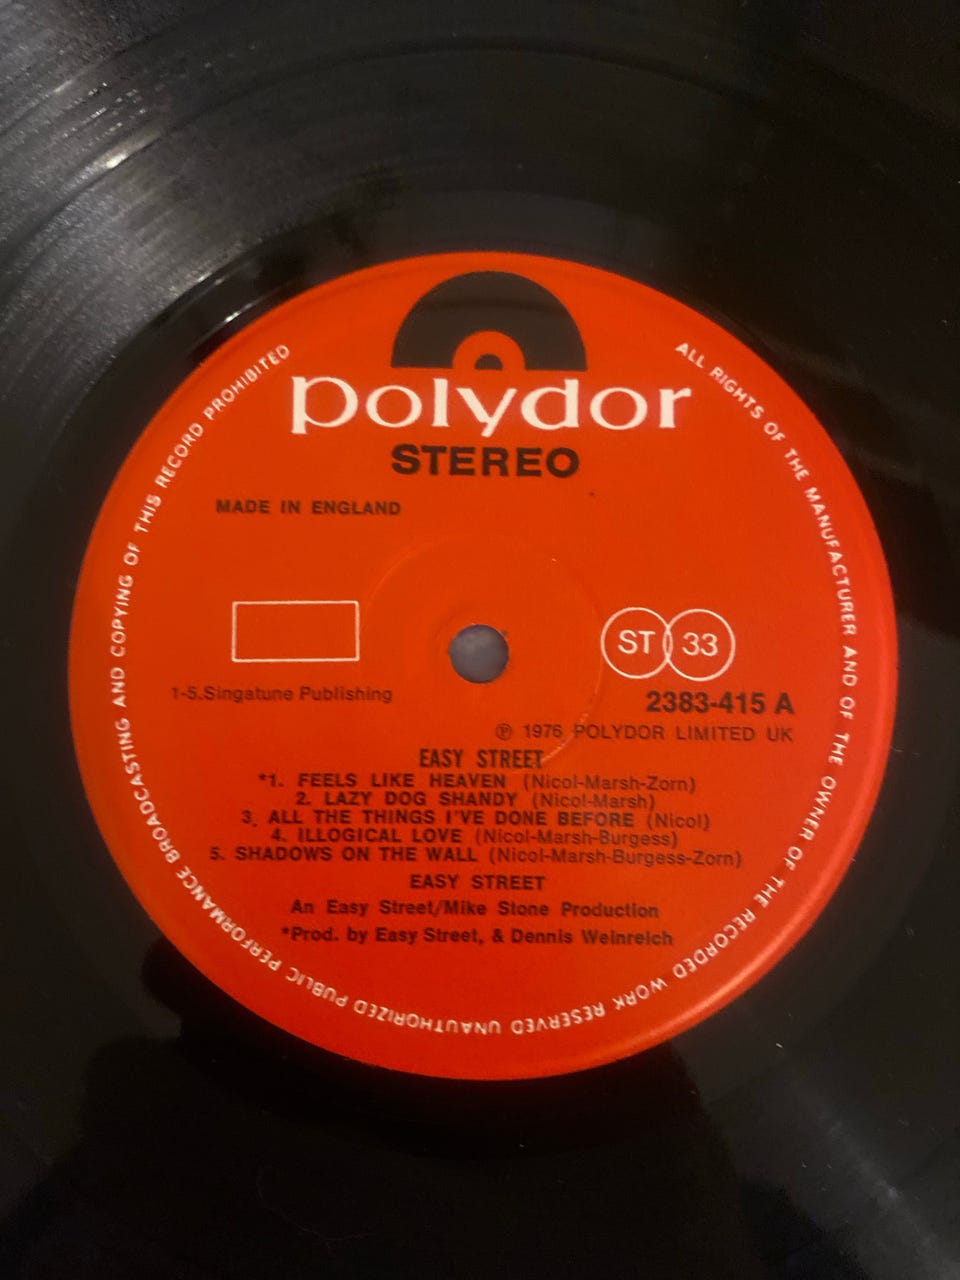 polydor
STEREO
MADE IN ENGLAND
ST 33
1-5.Singatune Publishing
2383-415 A
℗ 1976 POLYDOR LIMITED UK
EASY STREET
*1. FEELS LIKE HEAVEN (Nicol-Marsh-Zorn)
2. LAZY DOG SHANDY (Nicol-Marsh)
3. ALL THE THINGS I'VE DONE BEFORE (Nicol)
4. ILLOGICAL LOVE (Nicol-Marsh-Burgess)
5. SHADOWS ON THE WALL (Nicol-Marsh-Burgess-Zorn)
EASY STREET
An Easy Street/Mike Stone Production
*Prod. by Easy Street, & Dennis Weinreich
ALL RIGHTS OF THE MANUFACTURER AND OF THE OWNER OF THE RECORDED WORK RESERVED UNAUTHORIZED PUBLIC PERFORMANCE BROADCASTING AND COPYING OF THIS RECORD PROHIBITED